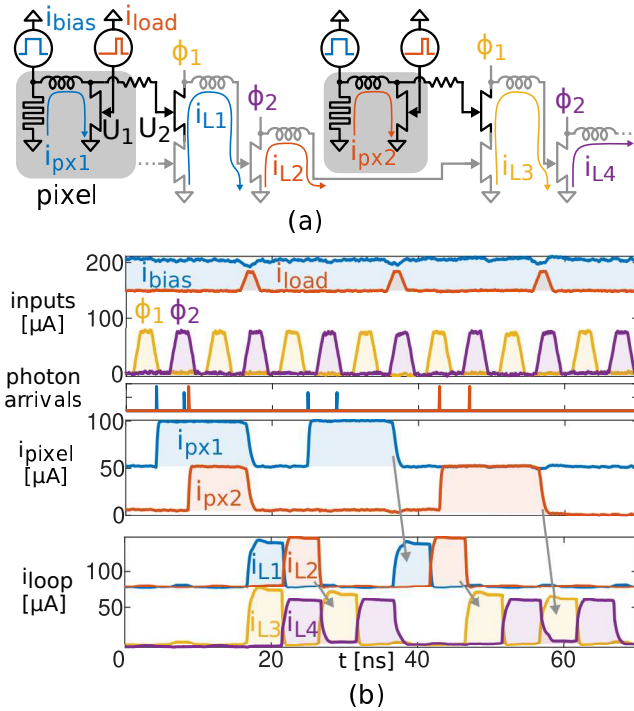 i_bias i_load
ϕ1 ϕ1
ϕ2 ϕ2
U1 U2 i_L1
i_px1 i_L2 i_px2 i_L3 i_L4
pixel
(a)
200
i_bias i_load
inputs
[μA]
100
ϕ1 ϕ2
0
photon
arrivals
100
i_pixel
[μA]
i_px1
50
i_px2
0
i_loop
[μA]
100
i_L1 i_L2
50
i_L3 i_L4
0 20 t [ns] 40 60
(b)